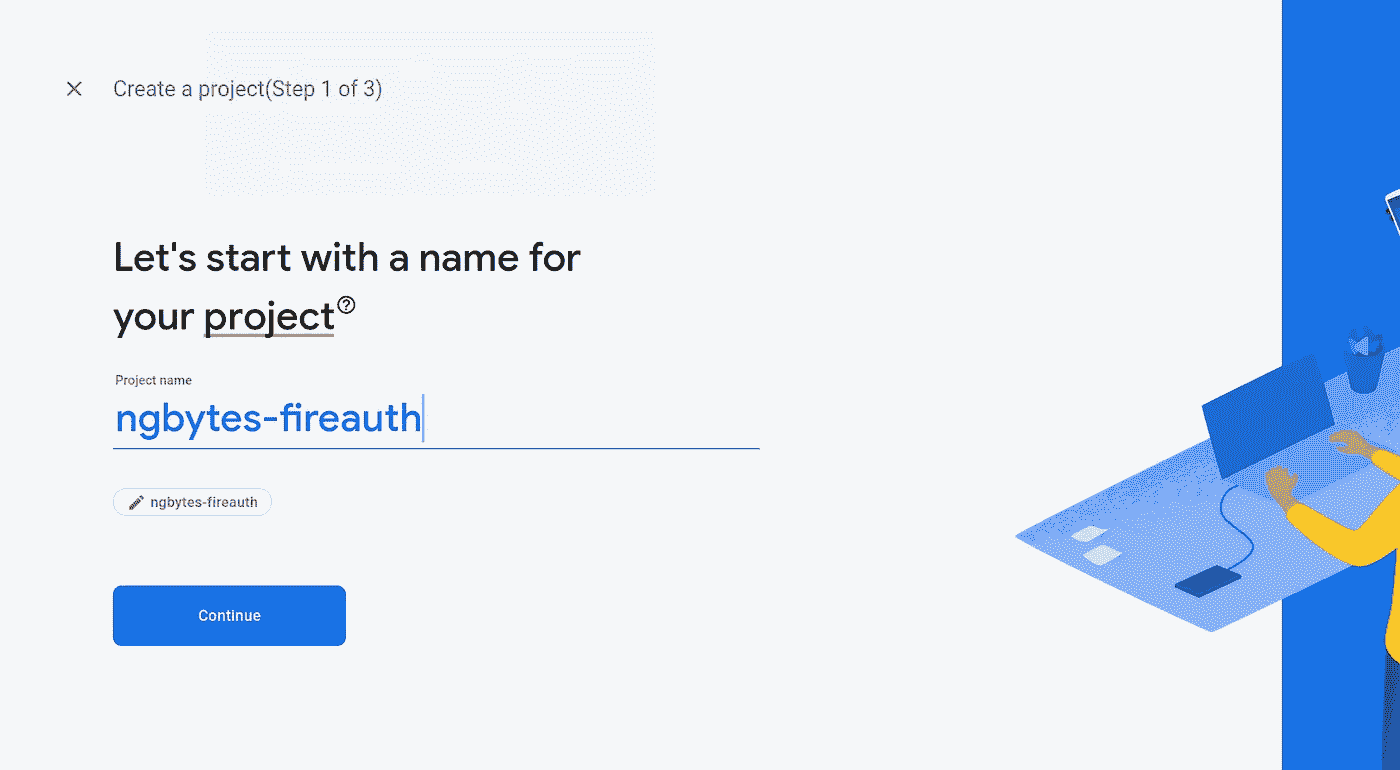 Create a project(Step 1 of 3)
Let's start with a name for
your project
Project name
ngbytes-fireauth
ngbytes-fireauth
Continue